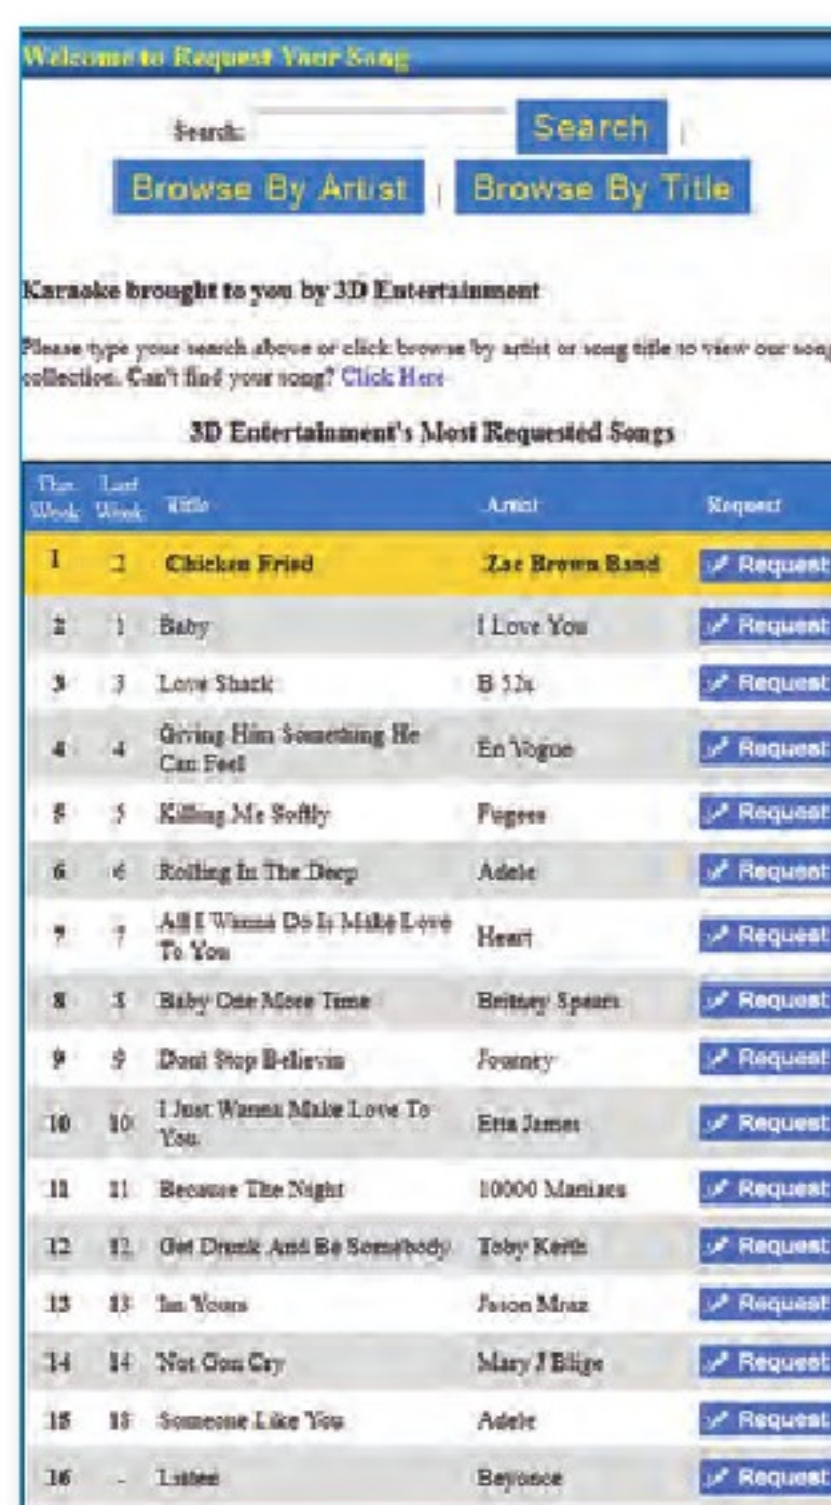 Welcome to Request Your Song
Search: Search |
Browse By Artist | Browse By Title
Karaoke brought to you by 3D Entertainment
Please type your search above or click browse by artist or song title to view our song
collection. Can't find your song? Click Here
3D Entertainment's Most Requested Songs
This Week Last Week Title Artist Request
1 2 Chicken Fried Zac Brown Band Request
2 1 Baby I Love You Request
3 3 Love Shack B 52s Request
4 4 Giving Him Something He Can Feel En Vogue Request
5 5 Killing Me Softly Fugees Request
6 6 Rolling In The Deep Adele Request
7 7 All I Wanna Do Is Make Love To You Heart Request
8 8 Baby One More Time Britney Spears Request
9 9 Dont Stop Believin Journey Request
10 10 I Just Wanna Make Love To You Etta James Request
11 11 Because The Night 10000 Maniacs Request
12 12 Get Drunk And Be Somebody Toby Keith Request
13 13 Im Yours Jason Mraz Request
14 14 Not Gon Cry Mary J Blige Request
15 15 Someone Like You Adele Request
16 - Listen Beyonce Request